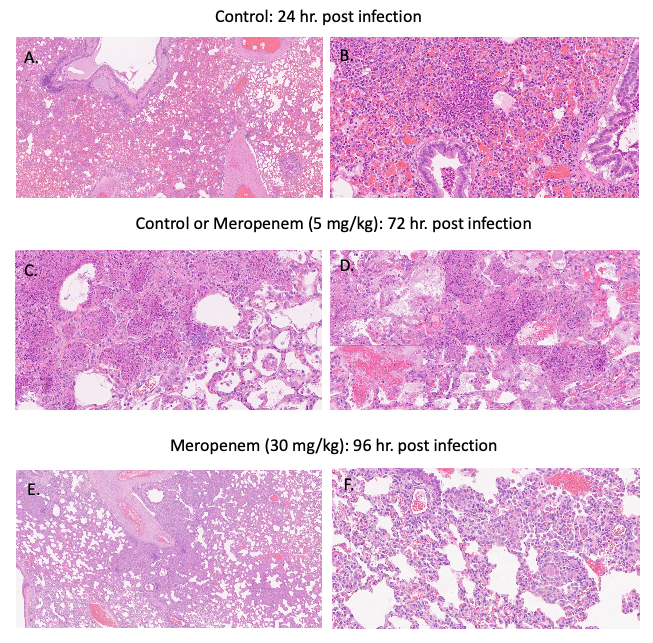 Control: 24 hr. post infection
A.
B.
Control or Meropenem (5 mg/kg): 72 hr. post infection
C.
D.
Meropenem (30 mg/kg): 96 hr. post infection
E.
F.